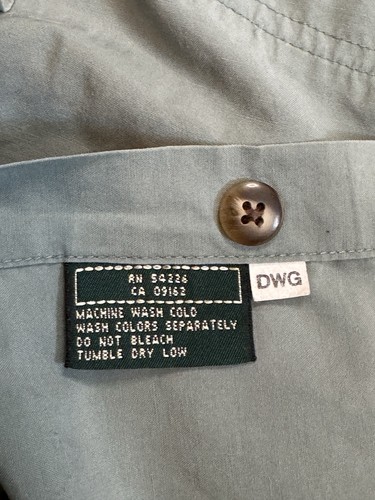 RN 54226
CA 09162
DWG
MACHINE WASH COLD
WASH COLORS SEPARATELY
DO NOT BLEACH
TUMBLE DRY LOW